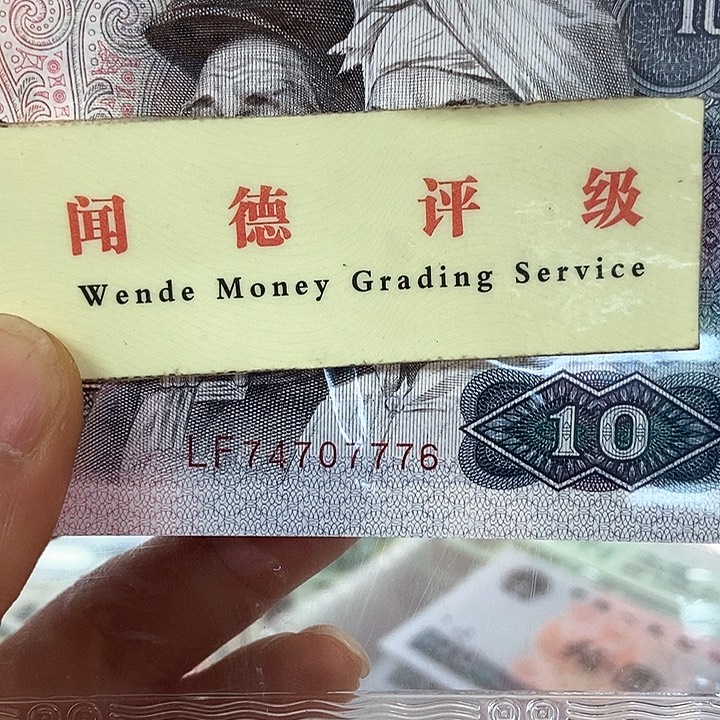 闻德评级
Wende Money Grading Service
LF74707776
10